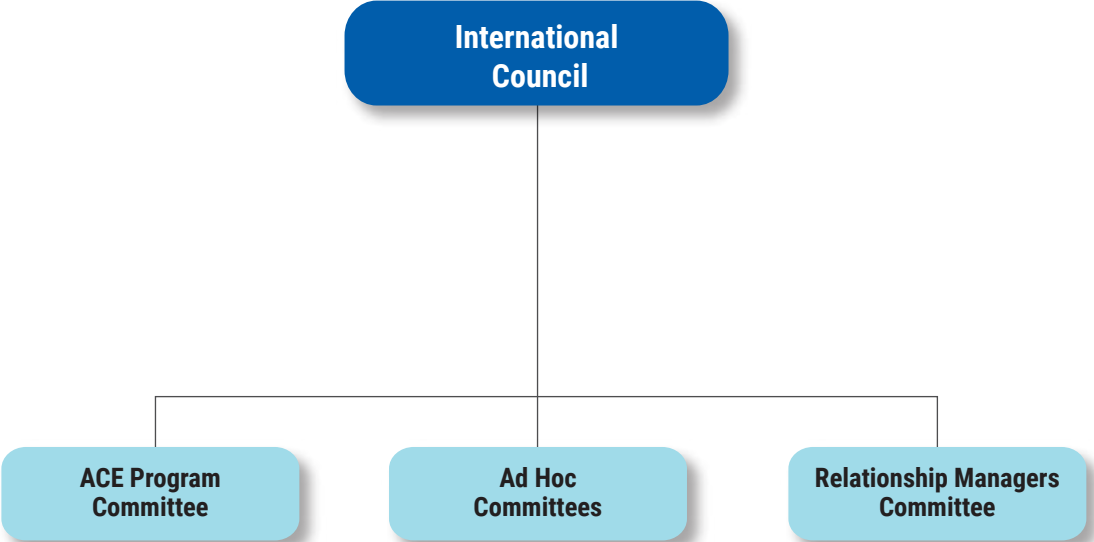 International
Council
ACE Program
Committee
Ad Hoc
Committees
Relationship Managers
Committee